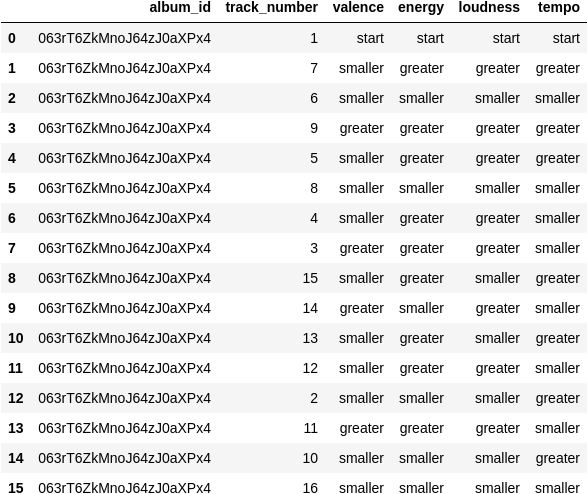 album_id track_number valence energy loudness tempo
0 063rT6ZkMnoJ64zJ0aXPx4 1 start start start start
1 063rT6ZkMnoJ64zJ0aXPx4 7 smaller greater greater greater
2 063rT6ZkMnoJ64zJ0aXPx4 6 smaller smaller smaller smaller
3 063rT6ZkMnoJ64zJ0aXPx4 9 greater greater greater greater
4 063rT6ZkMnoJ64zJ0aXPx4 5 smaller greater greater greater
5 063rT6ZkMnoJ64zJ0aXPx4 8 smaller smaller smaller smaller
6 063rT6ZkMnoJ64zJ0aXPx4 4 smaller greater greater smaller
7 063rT6ZkMnoJ64zJ0aXPx4 3 greater greater greater smaller
8 063rT6ZkMnoJ64zJ0aXPx4 15 smaller greater smaller greater
9 063rT6ZkMnoJ64zJ0aXPx4 14 greater smaller greater smaller
10 063rT6ZkMnoJ64zJ0aXPx4 13 smaller greater smaller greater
11 063rT6ZkMnoJ64zJ0aXPx4 12 smaller greater greater smaller
12 063rT6ZkMnoJ64zJ0aXPx4 2 smaller smaller smaller greater
13 063rT6ZkMnoJ64zJ0aXPx4 11 greater greater greater smaller
14 063rT6ZkMnoJ64zJ0aXPx4 10 smaller smaller smaller greater
15 063rT6ZkMnoJ64zJ0aXPx4 16 smaller smaller smaller smaller